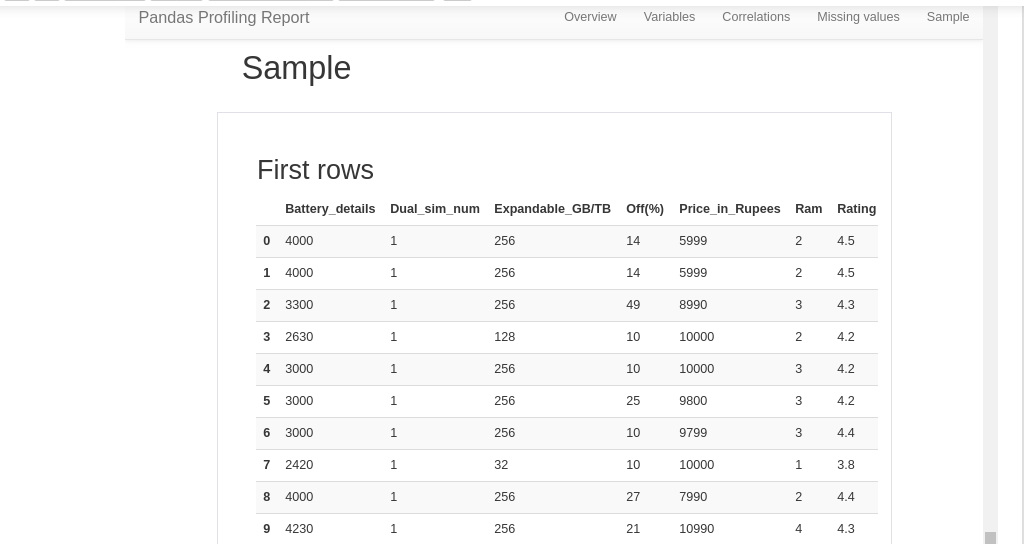 Pandas Profiling Report Overview Variables Correlations Missing values Sample
Sample
First rows
Battery_details Dual_sim_num Expandable_GB/TB Off(%) Price_in_Rupees Ram Rating
0 4000 1 256 14 5999 2 4.5
1 4000 1 256 14 5999 2 4.5
2 3300 1 256 49 8990 3 4.3
3 2630 1 128 10 10000 2 4.2
4 3000 1 256 10 10000 3 4.2
5 3000 1 256 25 9800 3 4.2
6 3000 1 256 10 9799 3 4.4
7 2420 1 32 10 10000 1 3.8
8 4000 1 256 27 7990 2 4.4
9 4230 1 256 21 10990 4 4.3